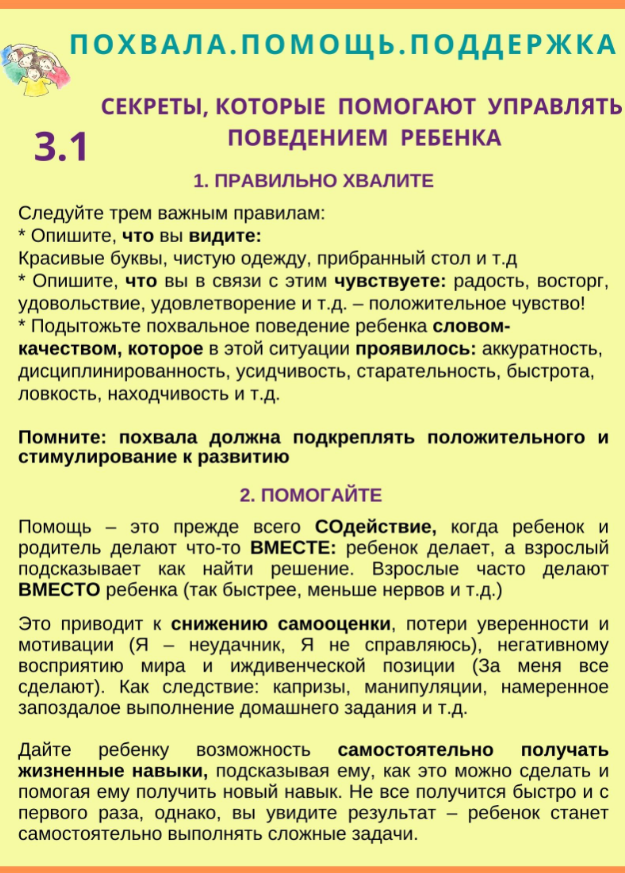 ПОХВАЛА.ПОМОЩЬ.ПОДДЕРЖКА
СЕКРЕТЫ, КОТОРЫЕ ПОМОГАЮТ УПРАВЛЯТЬ
ПОВЕДЕНИЕМ РЕБЕНКА
3.1
1. ПРАВИЛЬНО ХВАЛИТЕ
Следуйте трем важным правилам:
* Опишите, что вы видите:
Красивые буквы, чистую одежду, прибранный стол и т.д
* Опишите, что вы в связи с этим чувствуете: радость, восторг,
удовольствие, удовлетворение и т.д. – положительное чувство!
* Подытожьте похвальное поведение ребенка словом-
качеством, которое в этой ситуации проявилось: аккуратность,
дисциплинированность, усидчивость, старательность, быстрота,
ловкость, находчивость и т.д.
Помните: похвала должна подкреплять положительного и
стимулирование к развитию
2. ПОМОГАЙТЕ
Помощь – это прежде всего СОдействие, когда ребенок и
родитель делают что-то ВМЕСТЕ: ребенок делает, а взрослый
подсказывает как найти решение. Взрослые часто делают
ВМЕСТО ребенка (так быстрее, меньше нервов и т.д.)
Это приводит к снижению самооценки, потери уверенности и
мотивации (Я – неудачник, Я не справляюсь), негативному
восприятию мира и иждивенческой позиции (За меня все
сделают). Как следствие: капризы, манипуляции, намеренное
запоздалое выполнение домашнего задания и т.д.
Дайте ребенку возможность самостоятельно получать
жизненные навыки, подсказывая ему, как это можно сделать и
помогая ему получить новый навык. Не все получится быстро и с
первого раза, однако, вы увидите результат – ребенок станет
самостоятельно выполнять сложные задачи.